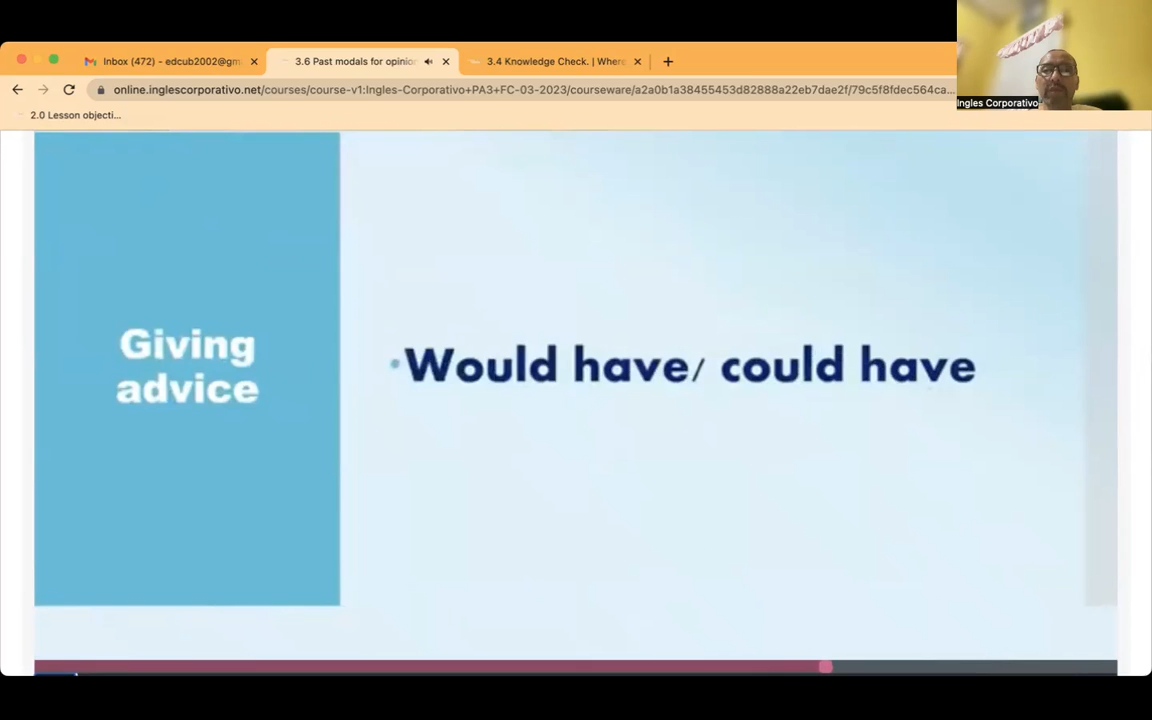 Inbox (472) - edcub2002@gm
3.6 Past modals for opinion
3.4 Knowledge Check. | Where
online.inglescorporativo.net/courses/course-v1:Ingles-Corporativo+PA3+FC-03-2023/courseware/a2a0b1a38455453d82888a22eb7dae2f/79c5f8fdec564ca...
Ingles Corporativo
2.0 Lesson objecti...
Giving
advice
•Would have/ could have